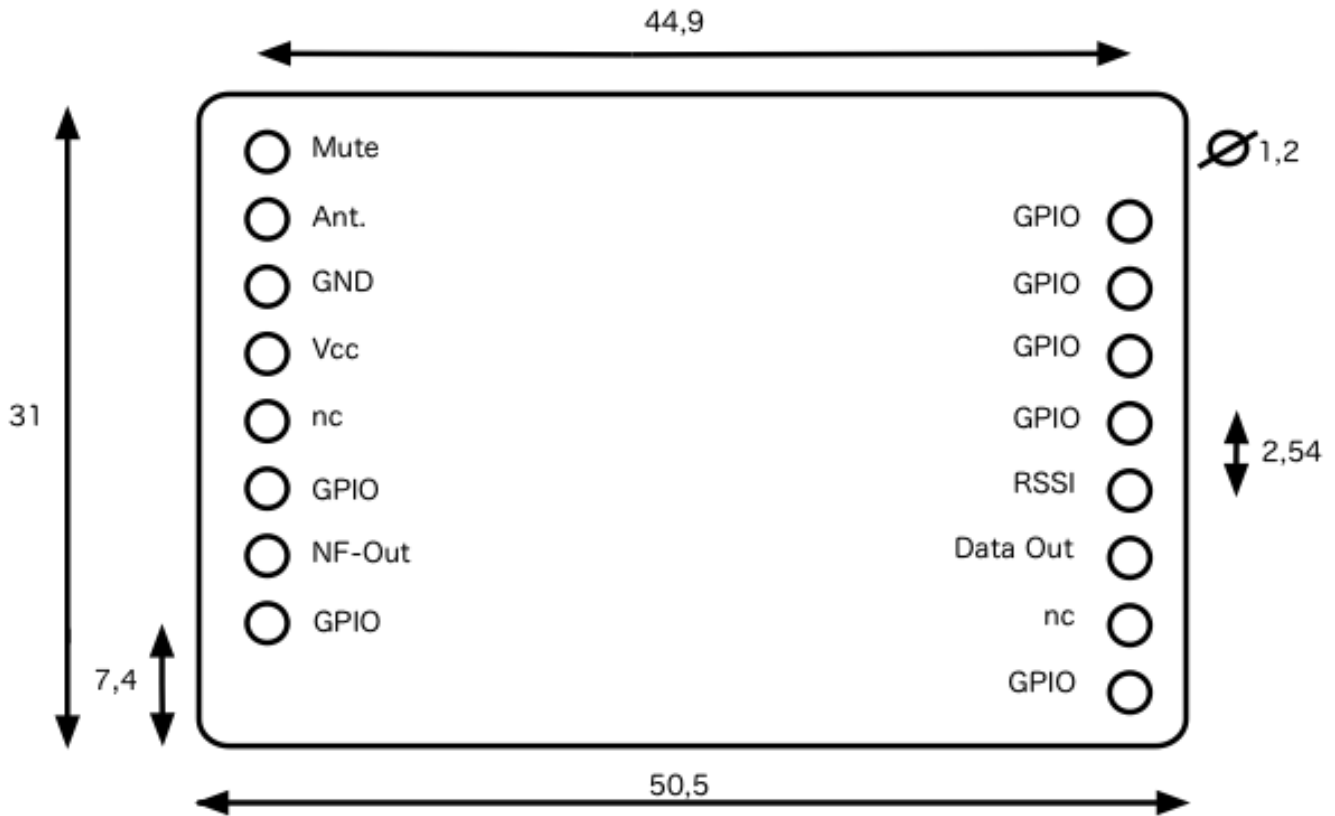 44,9
Mute
1,2
Ant.
GPIO
GND
GPIO
Vcc
GPIO
31
nc
GPIO
2,54
GPIO
RSSI
NF-Out
Data Out
GPIO
nc
7,4
GPIO
50,5